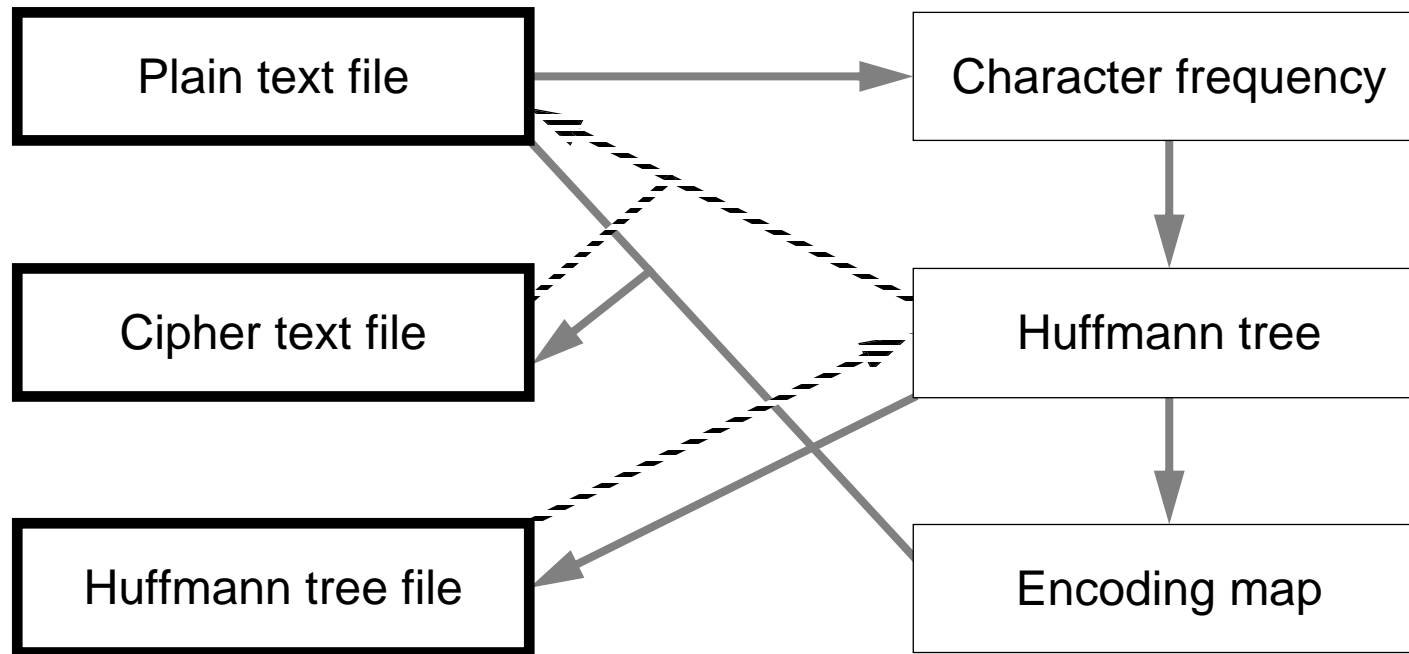 Plain text file
Character frequency
Cipher text file
Huffmann tree
Huffmann tree file
Encoding map